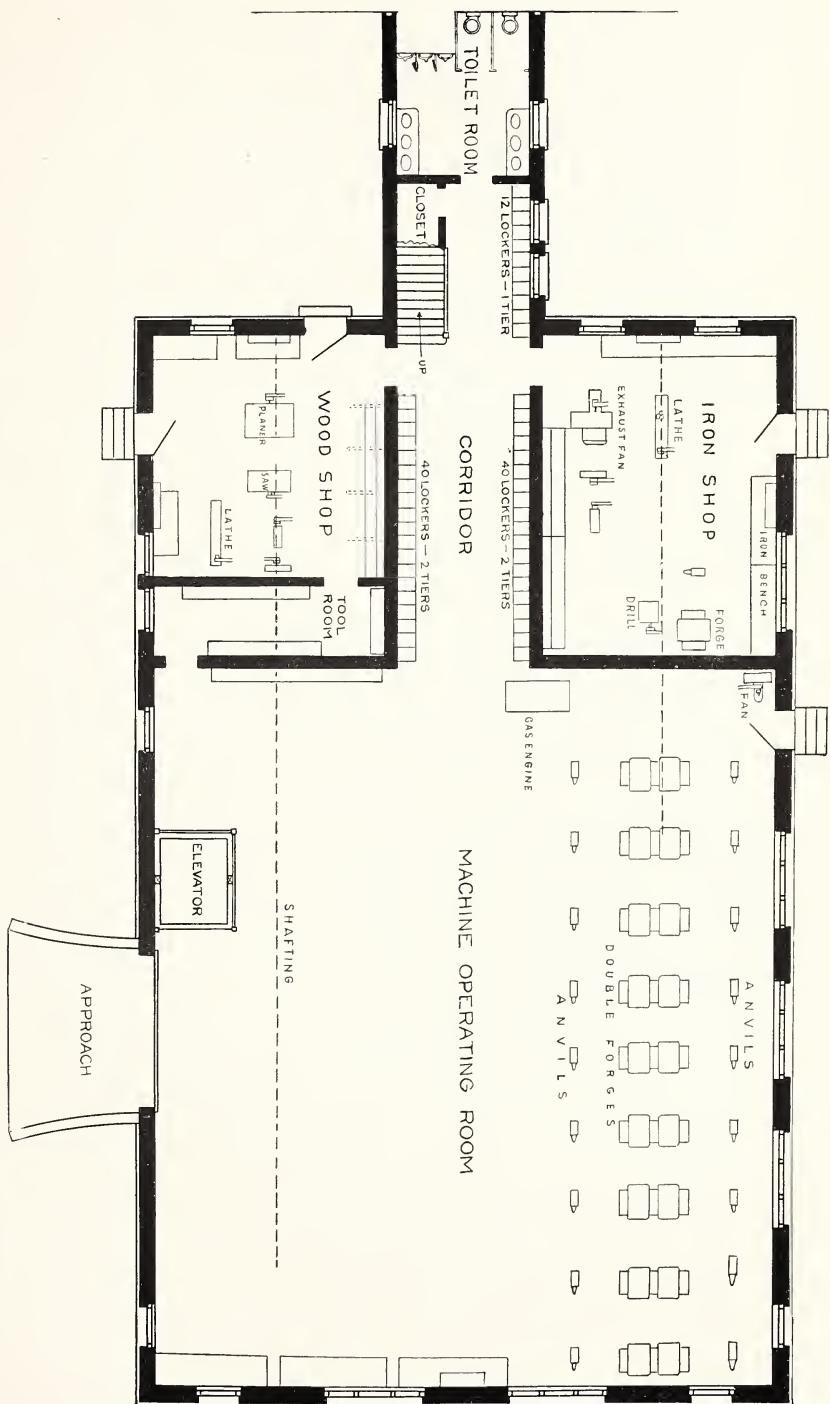 TOILET ROOM
CLOSET
12 LOCKERS — 1 TIER
UP
WOOD SHOP
PLANER
SAW
LATHE
TOOL
ROOM
40 LOCKERS — 2 TIERS
CORRIDOR
40 LOCKERS — 2 TIERS
EXHAUST FAN
LATHE
IRON SHOP
IRON BENCH
DRILL
FORGE
FAN
GAS ENGINE
ELEVATOR
APPROACH
SHAFTING
MACHINE OPERATING ROOM
ANVILS
DOUBLE FORGES
ANVILS